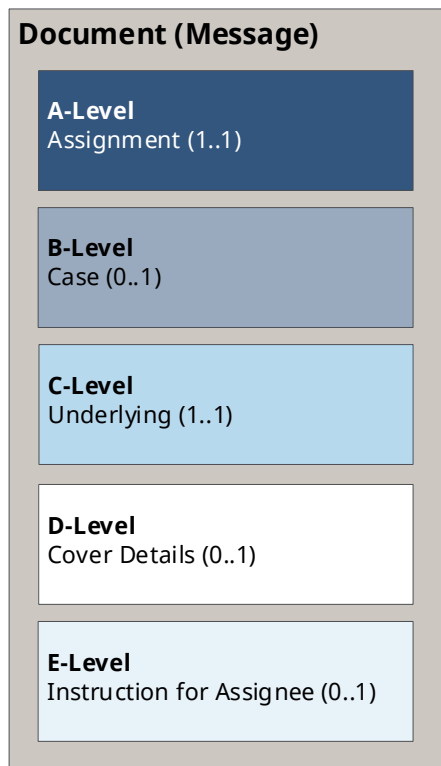 Document (Message)
A-Level
Assignment (1..1)
B-Level
Case (0..1)
C-Level
Underlying (1..1)
D-Level
Cover Details (0..1)
E-Level
Instruction for Assignee (0..1)